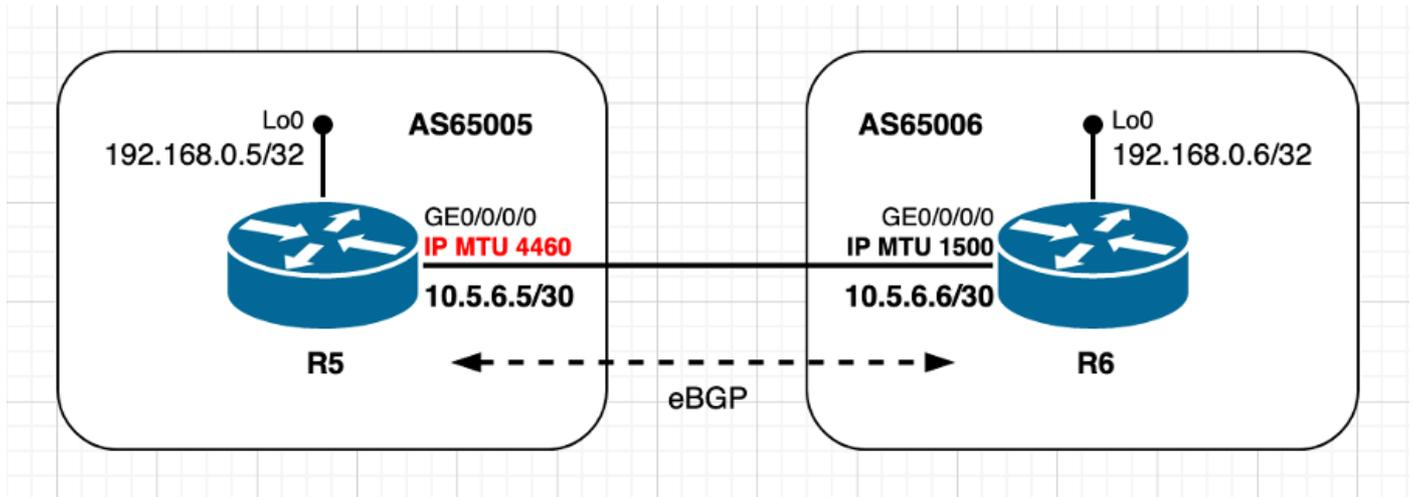 Lo0
192.168.0.5/32
AS65005
GE0/0/0/0
IP MTU 4460
10.5.6.5/30
R5
AS65006
Lo0
192.168.0.6/32
GE0/0/0/0
IP MTU 1500
10.5.6.6/30
R6
eBGP